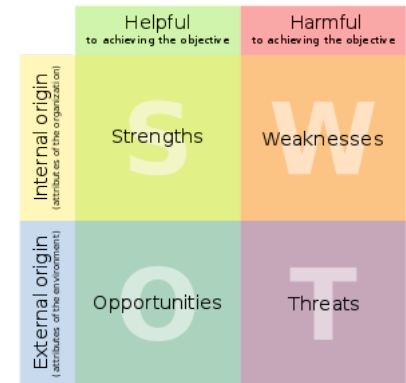 Helpful
to achieving the objective
Harmful
to achieving the objective
Internal origin
(attributes of the organization)
S
Strengths
W
Weaknesses
External origin
(attributes of the environment)
O
Opportunities
T
Threats